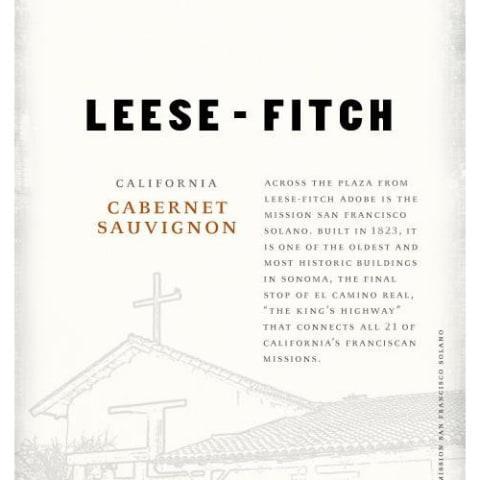 LEESE - FITCH
CALIFORNIA
CABERNET
SAUVIGNON
ACROSS THE PLAZA FROM
LEESE-FITCH ADOBE IS THE
MISSION SAN FRANCISCO
SOLANO. BUILT IN 1823, IT
IS ONE OF THE OLDEST AND
MOST HISTORIC BUILDINGS
IN SONOMA, THE FINAL
STOP OF EL CAMINO REAL,
"THE KING'S HIGHWAY"
THAT CONNECTS ALL 21 OF
CALIFORNIA'S FRANCISCAN
MISSIONS.
MISSION SAN FRANCISCO SOLANO